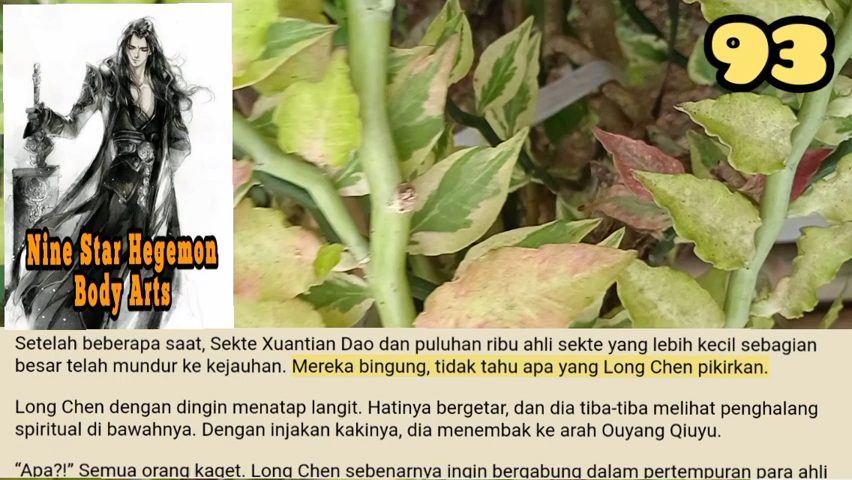 93
Nine Star Hegemon
Body Arts
Setelah beberapa saat, Sekte Xuantian Dao dan puluhan ribu ahli sekte yang lebih kecil sebagian
besar telah mundur ke kejauhan. Mereka bingung, tidak tahu apa yang Long Chen pikirkan.
Long Chen dengan dingin menatap langit. Hatinya bergetar, dan dia tiba-tiba melihat penghalang
spiritual di bawahnya. Dengan injakan kakinya, dia menembak ke arah Ouyang Qiuyu.
“Apa?!” Semua orang kaget. Long Chen sebenarnya ingin bergabung dalam pertempuran para ahli